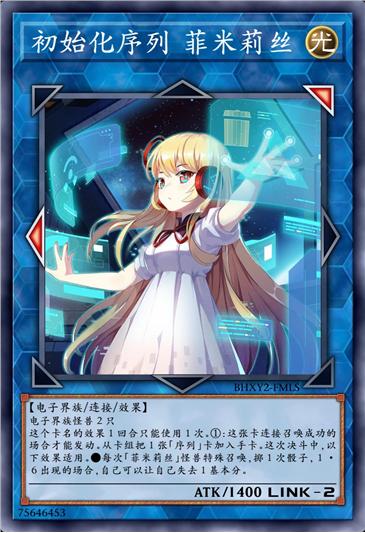 初始化序列 菲米莉丝
光
BHXY2-FMLS
【电子界族/连接/效果】
电子界族怪兽2只
这个卡名的效果1回合只能使用1次。①：这张卡连接召唤成功的
场合才能发动。从卡组把1张「序列」卡加入手卡。这次决斗中，以
下效果适用。●每次「菲米莉丝」怪兽特殊召唤，掷1次骰子，1·
6出现的场合，自己可以让自己失去1基本分。
ATK/1400 LINK-2
75646453